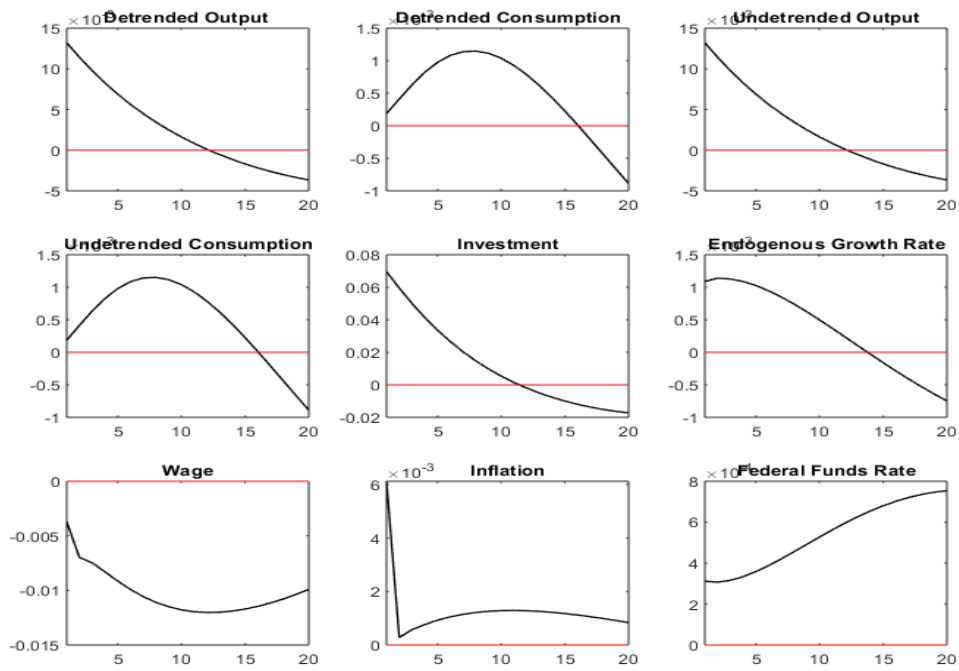 Detrended Output
15
10
5
0
-5
5 10 15 20
Detrended Consumption
1.5
1
0.5
0
-0.5
-1
5 10 15 20
Undetrended Output
15
10
5
0
-5
5 10 15 20
Undetrended Consumption
1.5
1
0.5
0
-0.5
-1
5 10 15 20
Investment
0.08
0.06
0.04
0.02
0
-0.02
5 10 15 20
Endogenous Growth Rate
1.5
1
0.5
0
-0.5
-1
5 10 15 20
Wage
0
-0.005
-0.01
-0.015
5 10 15 20
Inflation
×10-3
6
4
2
0
5 10 15 20
Federal Funds Rate
8
6
4
2
0
5 10 15 20